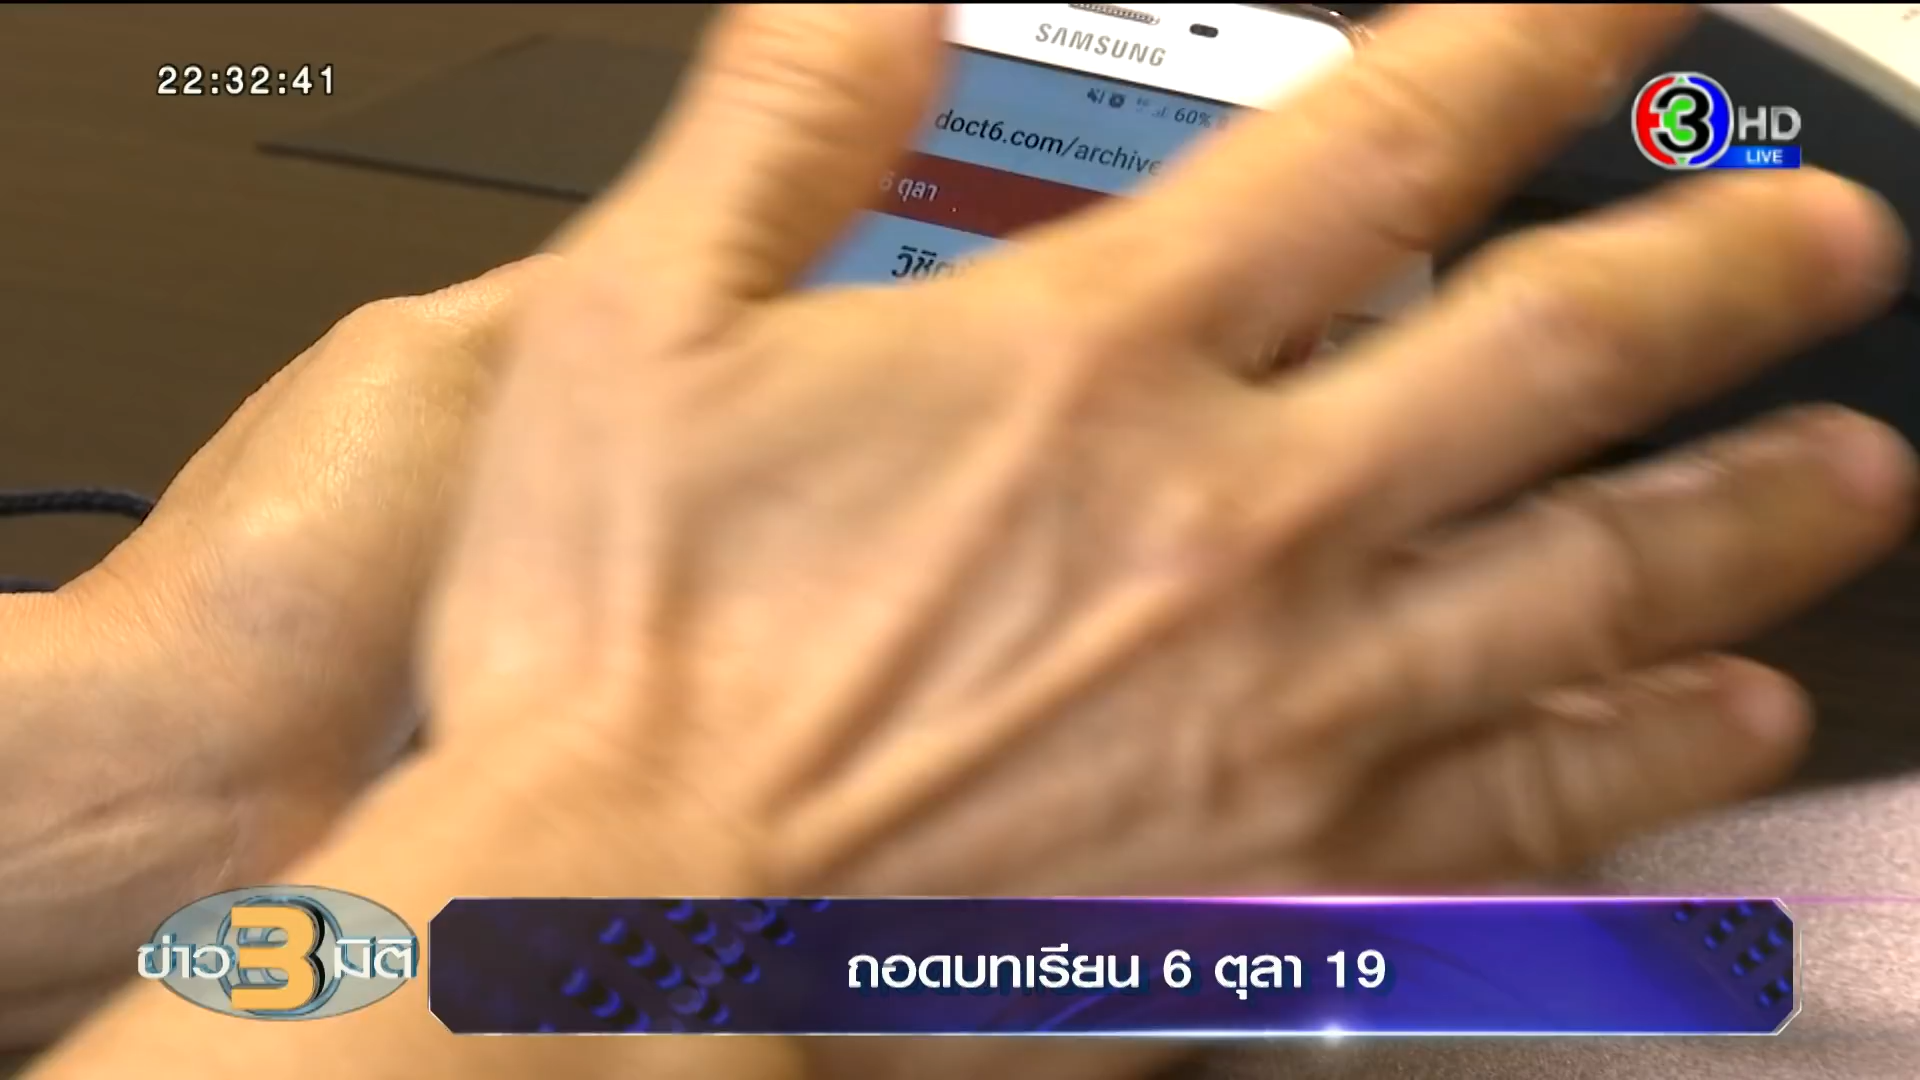 SAMSUNG
22:32:41
60%
3 HD
LIVE
doct6.com/archive
6 ตุลา
ข่าว 3 มิติ
ถอดบทเรียน 6 ตุลา 19